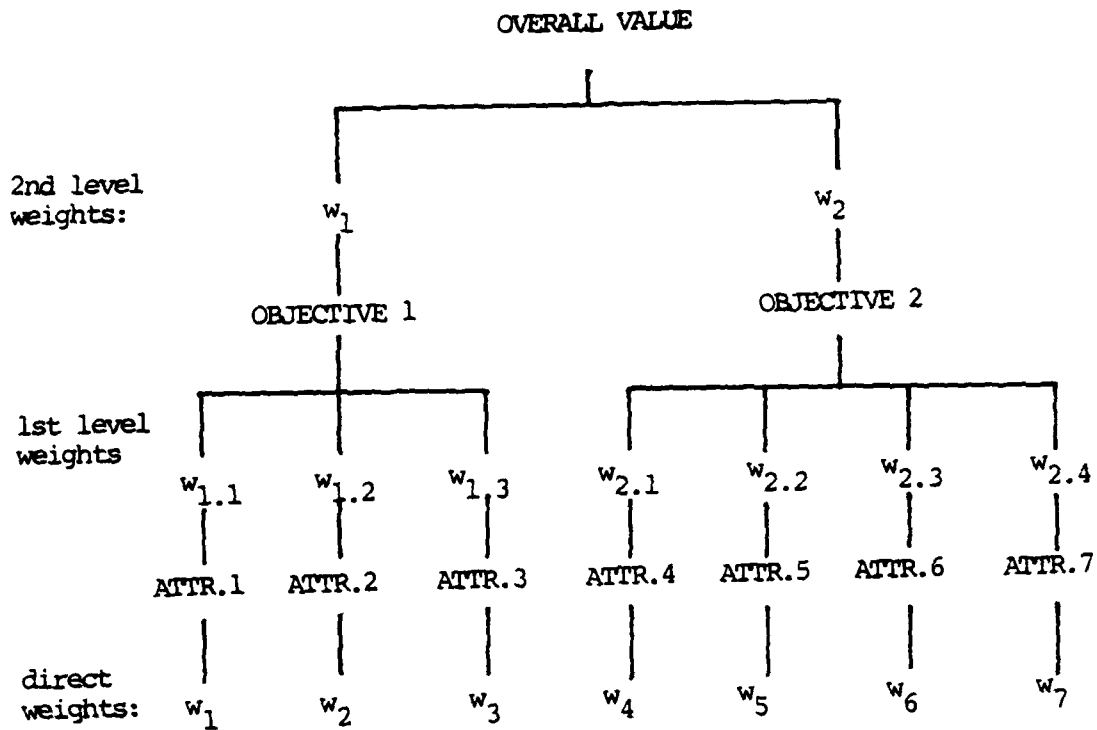 OVERALL VALUE
2nd level
weights:
w1 w2
OBJECTIVE 1 OBJECTIVE 2
1st level
weights
w1.1 w1.2 w1.3 w2.1 w2.2 w2.3 w2.4
ATTR.1 ATTR.2 ATTR.3 ATTR.4 ATTR.5 ATTR.6 ATTR.7
direct
weights:
w1 w2 w3 w4 w5 w6 w7